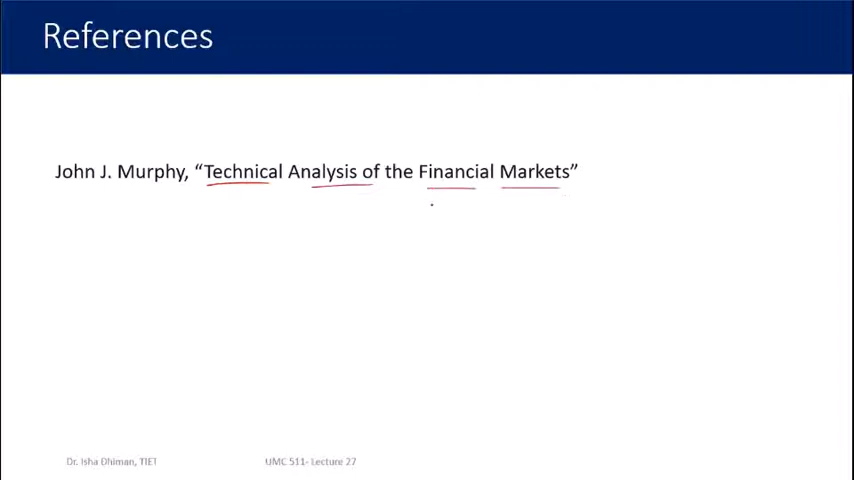 References
John J. Murphy, “Technical Analysis of the Financial Markets”
Dr. Isha Dhiman, TIET
UMC 511- Lecture 27